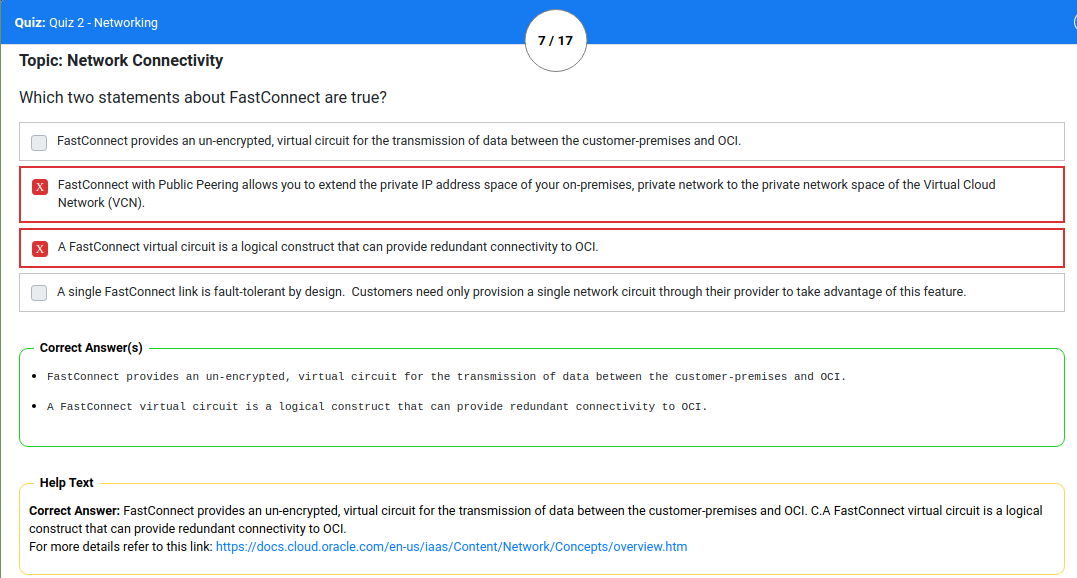 Quiz: Quiz 2 - Networking
7 / 17
Topic: Network Connectivity
Which two statements about FastConnect are true?
FastConnect provides an un-encrypted, virtual circuit for the transmission of data between the customer-premises and OCI.
X FastConnect with Public Peering allows you to extend the private IP address space of your on-premises, private network to the private network space of the Virtual Cloud
Network (VCN).
X A FastConnect virtual circuit is a logical construct that can provide redundant connectivity to OCI.
A single FastConnect link is fault-tolerant by design.  Customers need only provision a single network circuit through their provider to take advantage of this feature.
Correct Answer(s)
• FastConnect provides an un-encrypted, virtual circuit for the transmission of data between the customer-premises and OCI.
• A FastConnect virtual circuit is a logical construct that can provide redundant connectivity to OCI.
Help Text
Correct Answer: FastConnect provides an un-encrypted, virtual circuit for the transmission of data between the customer-premises and OCI. C.A FastConnect virtual circuit is a logical
construct that can provide redundant connectivity to OCI.
For more details refer to this link: https://docs.cloud.oracle.com/en-us/iaas/Content/Network/Concepts/overview.htm